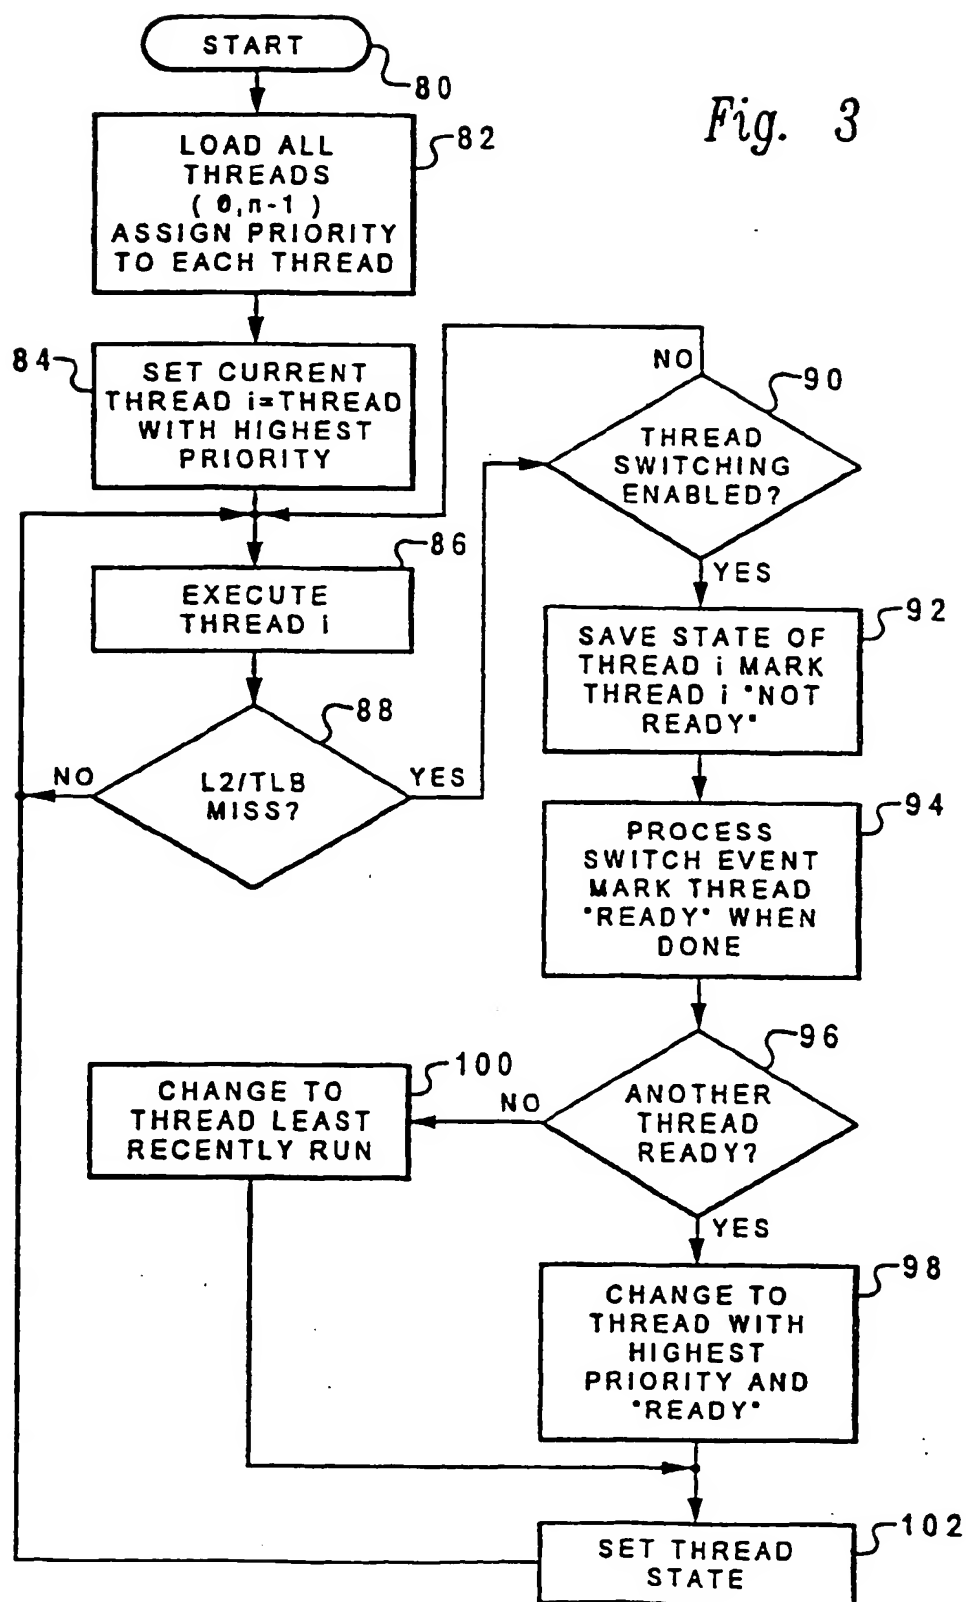 START
80
Fig. 3
LOAD ALL
THREADS
( 0,n-1 )
ASSIGN PRIORITY
TO EACH THREAD
82
84
SET CURRENT
THREAD i=THREAD
WITH HIGHEST
PRIORITY
86
EXECUTE
THREAD i
88
L2/TLB
MISS?
NO
YES
NO
90
THREAD
SWITCHING
ENABLED?
YES
92
SAVE STATE OF
THREAD i MARK
THREAD i "NOT
READY"
94
PROCESS
SWITCH EVENT
MARK THREAD
"READY" WHEN
DONE
96
ANOTHER
THREAD
READY?
NO
YES
100
CHANGE TO
THREAD LEAST
RECENTLY RUN
98
CHANGE TO
THREAD WITH
HIGHEST
PRIORITY AND
"READY"
102
SET THREAD
STATE